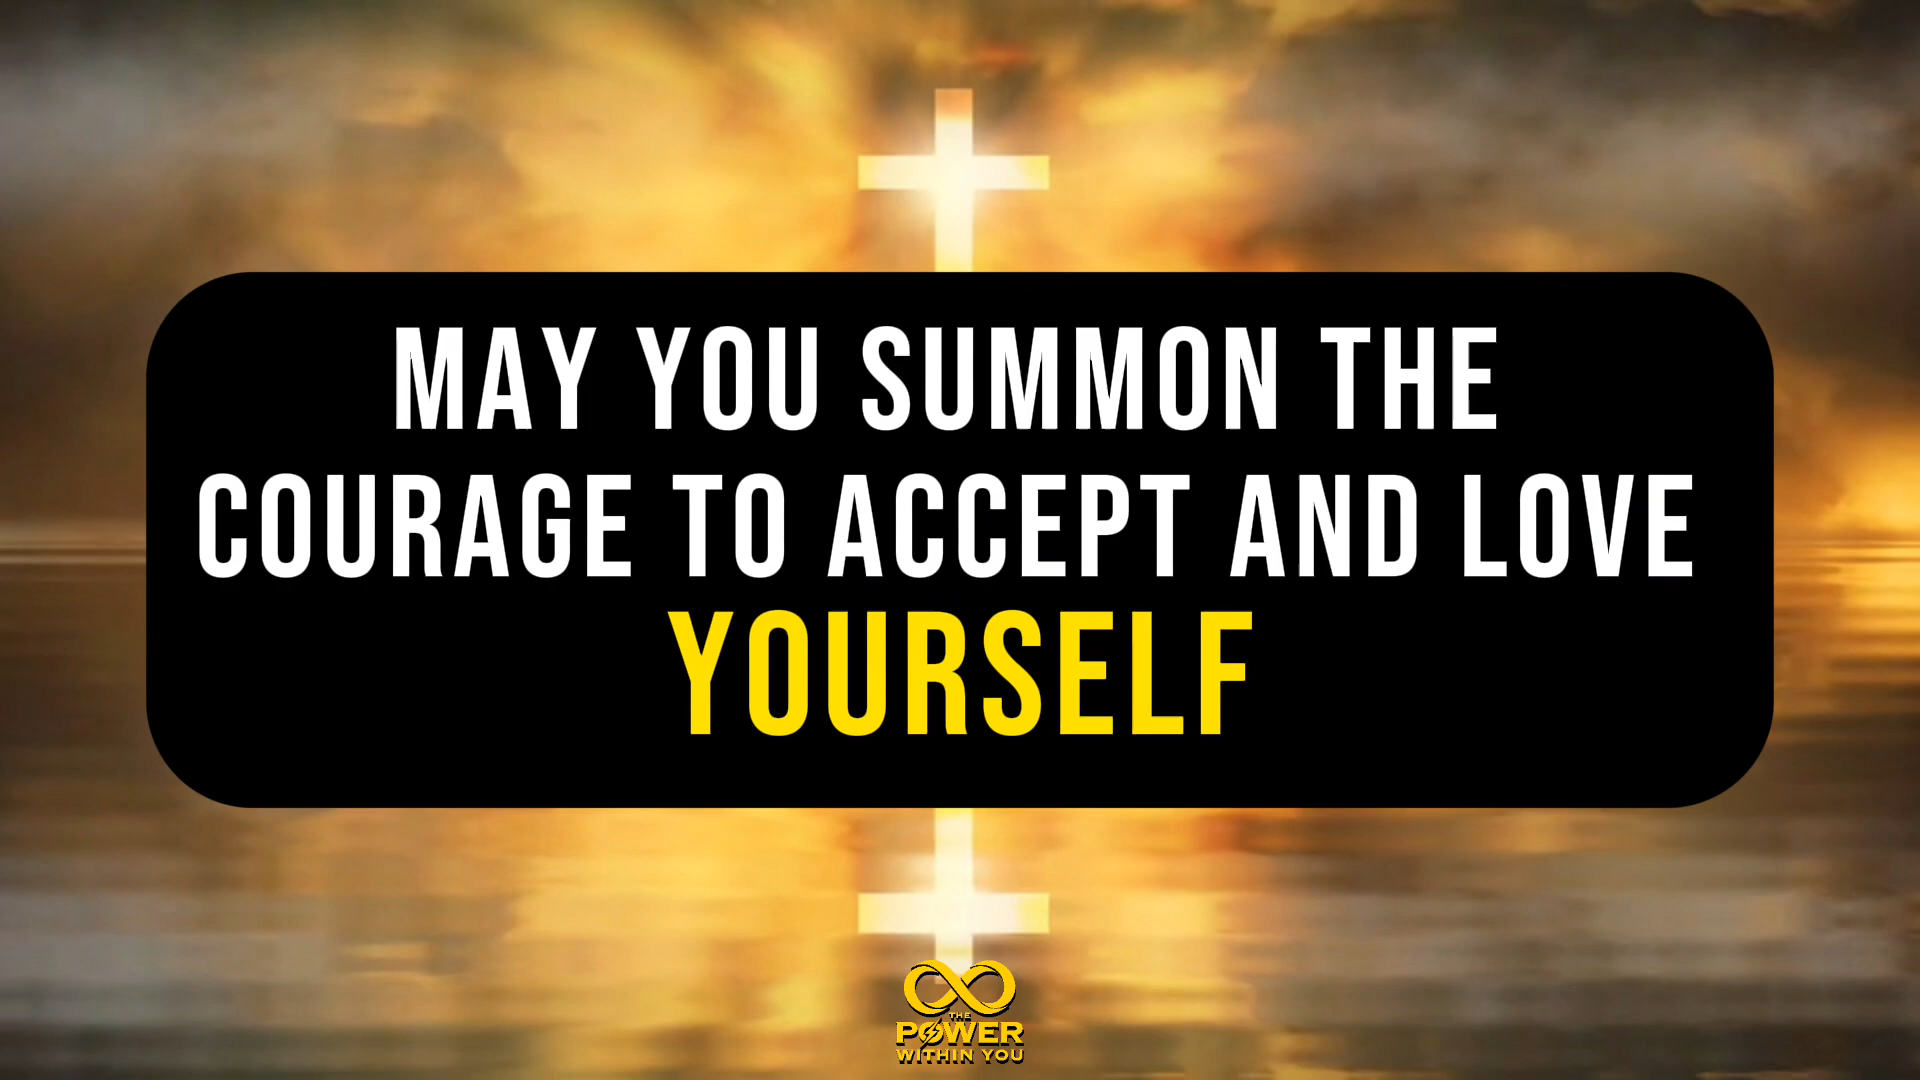 MAY YOU SUMMON THE
COURAGE TO ACCEPT AND LOVE
YOURSELF
THE
POWER
WITHIN YOU